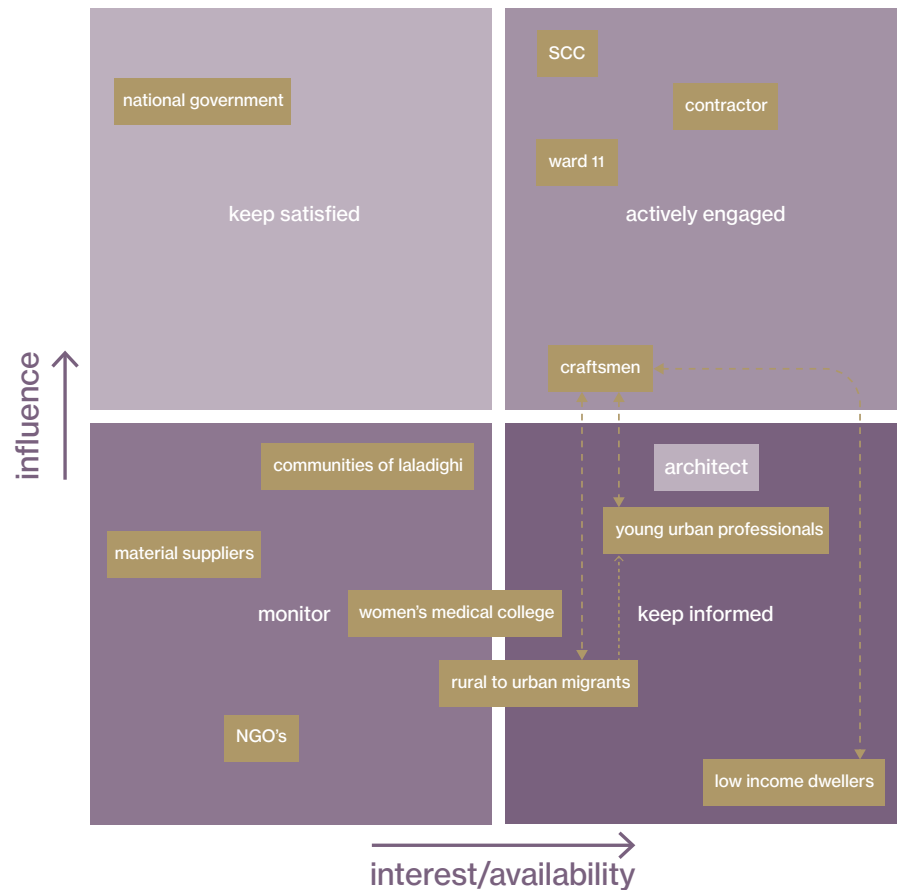 SCC
national government
contractor
ward 11
keep satisfied
actively engaged
craftsmen
influence
communities of laladighi
architect
young urban professionals
material suppliers
monitor
women's medical college
keep informed
rural to urban migrants
NGO's
low income dwellers
interest/availability